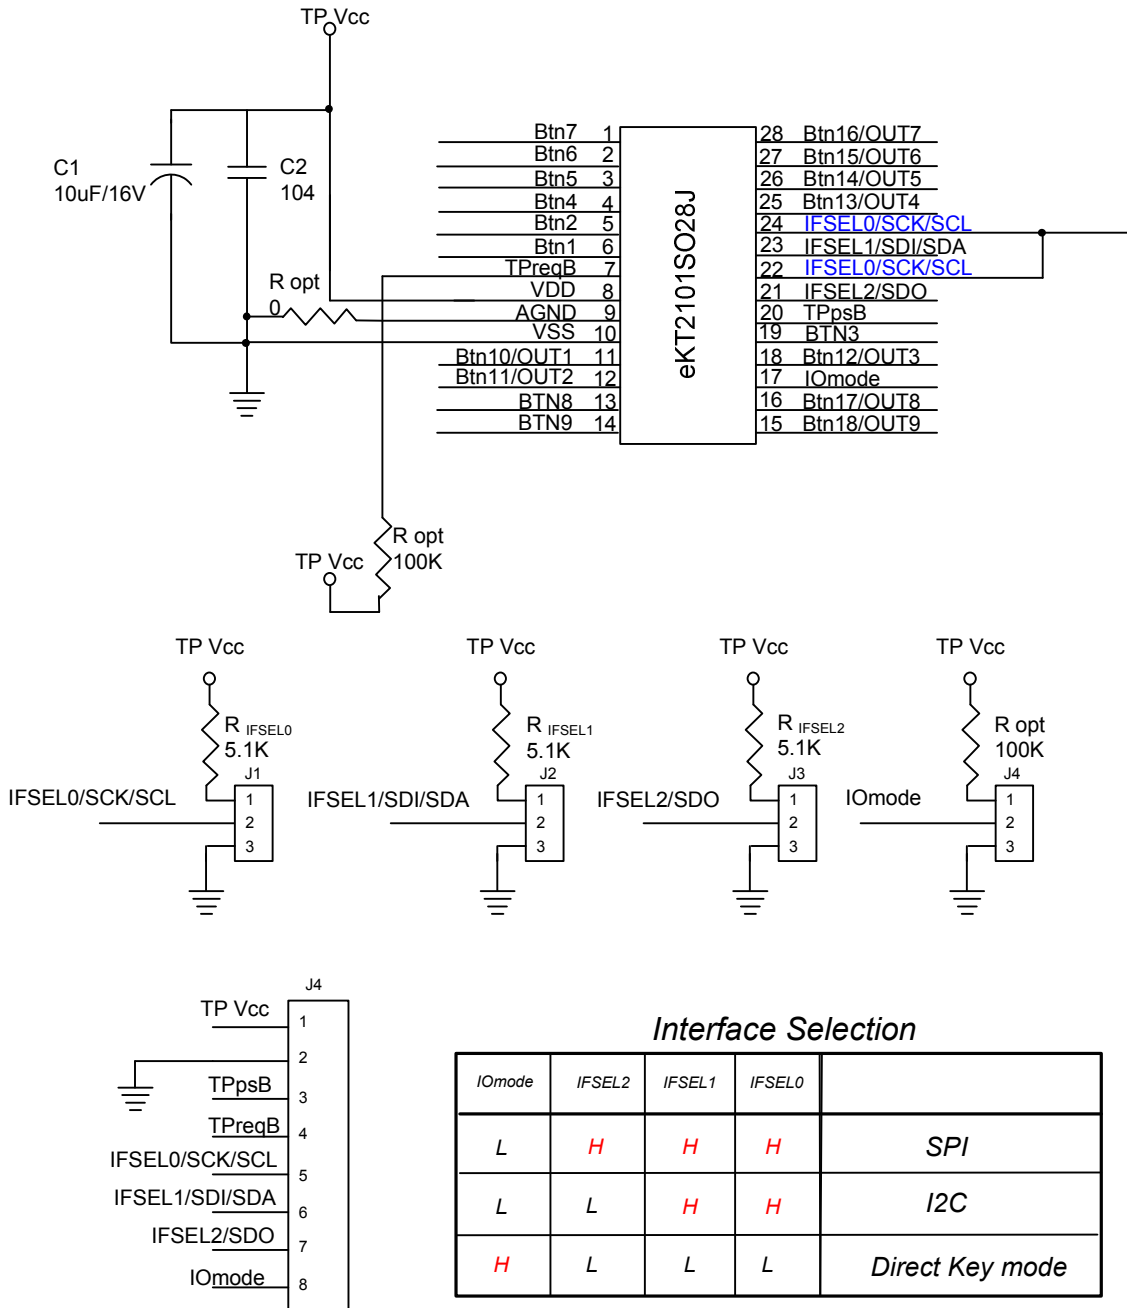 TP Vcc
C1
10uF/16V
C2
104
R opt
0
Btn7 1
Btn6 2
Btn5 3
Btn4 4
Btn2 5
Btn1 6
TPreqB 7
VDD 8
AGND 9
VSS 10
Btn10/OUT1 11
Btn11/OUT2 12
BTN8 13
BTN9 14
eKT2101SO28J
28 Btn16/OUT7
27 Btn15/OUT6
26 Btn14/OUT5
25 Btn13/OUT4
24 IFSEL0/SCK/SCL
23 IFSEL1/SDI/SDA
22 IFSEL0/SCK/SCL
21 IFSEL2/SDO
20 TPpsB
19 BTN3
18 Btn12/OUT3
17 IOmode
16 Btn17/OUT8
15 Btn18/OUT9
R opt
100K
TP Vcc
TP Vcc
R IFSEL0
5.1K
J1
IFSEL0/SCK/SCL
1
2
3
TP Vcc
R IFSEL1
5.1K
J2
IFSEL1/SDI/SDA
1
2
3
TP Vcc
R IFSEL2
5.1K
J3
IFSEL2/SDO
1
2
3
TP Vcc
R opt
100K
J4
IOmode
1
2
3
J4
TP Vcc 1
2
TPpsB 3
TPreqB 4
IFSEL0/SCK/SCL 5
IFSEL1/SDI/SDA 6
IFSEL2/SDO 7
IOmode 8
Interface Selection
IOmode IFSEL2 IFSEL1 IFSEL0
L H H H SPI
L L H H I2C
H L L L Direct Key mode